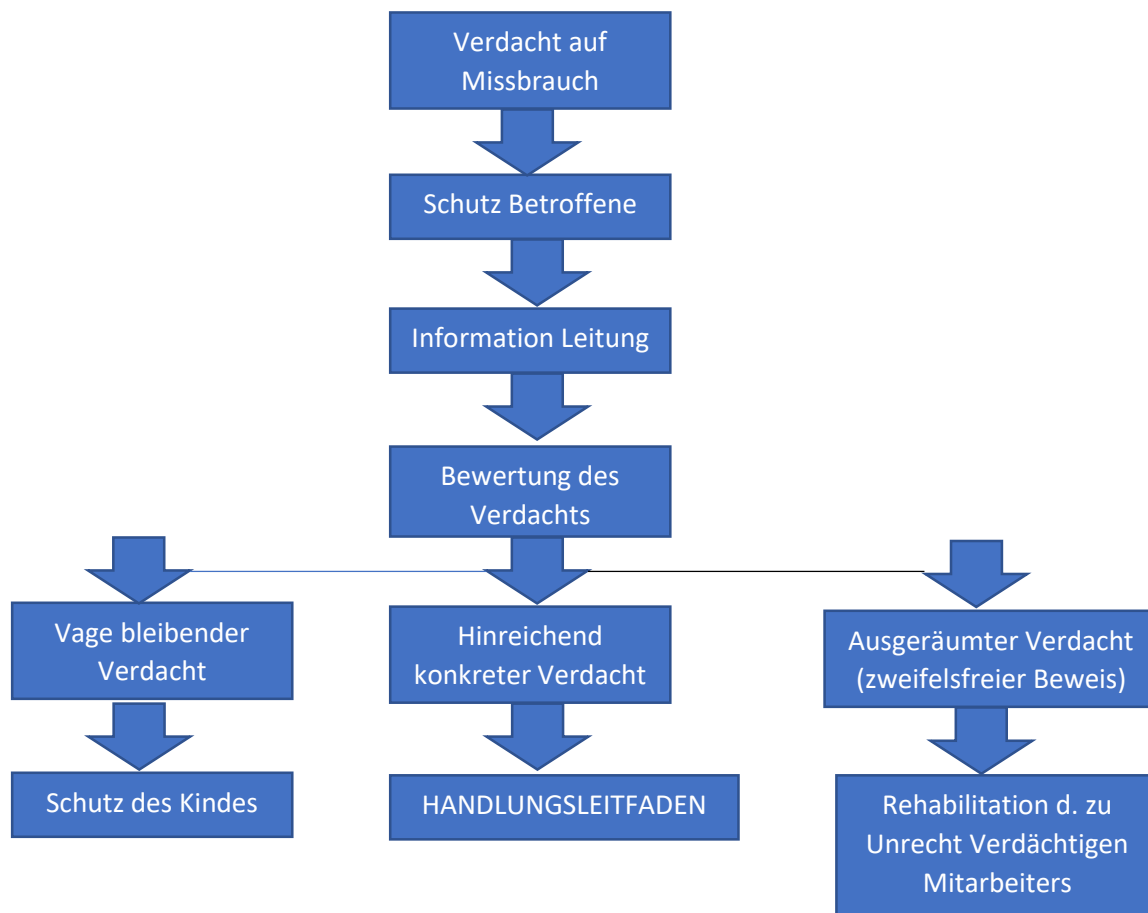 Verdacht auf
Missbrauch
Schutz Betroffene
Information Leitung
Bewertung des
Verdachts
Vage bleibender
Verdacht
Hinreichend
konkreter Verdacht
Ausgeräumter Verdacht
(zweifelsfreier Beweis)
Schutz des Kindes
HANDLUNGSLEITFADEN
Rehabilitation d. zu
Unrecht Verdächtigen
Mitarbeiters